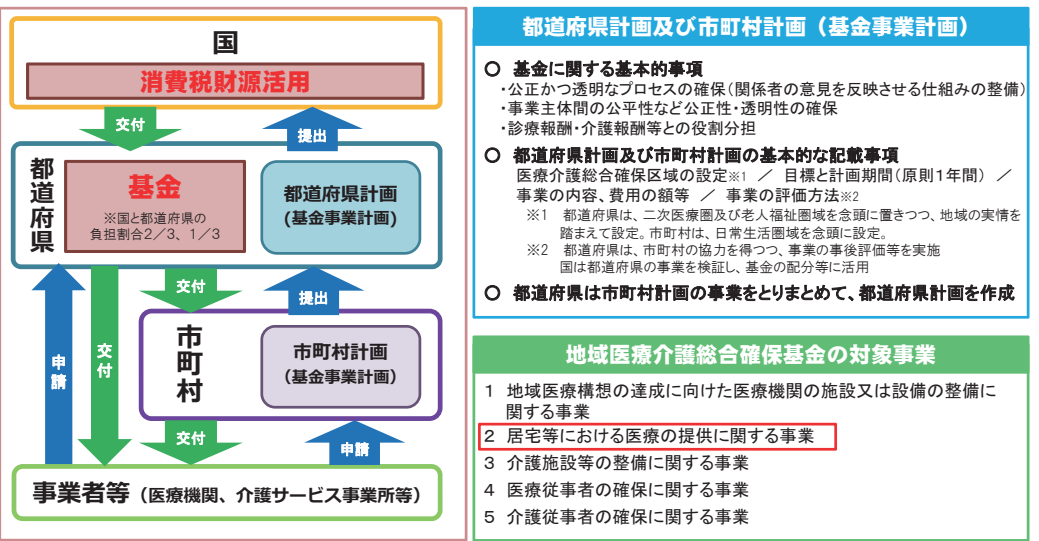 国
消費税財源活用
交付
提出
都道府県
基金
※国と都道府県の
負担割合2/3、1/3
都道府県計画
(基金事業計画)
交付
提出
申請
交付
市町村
市町村計画
(基金事業計画)
交付
申請
事業者等(医療機関、介護サービス事業所等)
都道府県計画及び市町村計画(基金事業計画)
○ 基金に関する基本的事項
・公正かつ透明なプロセスの確保(関係者の意見を反映させる仕組みの整備)
・事業主体間の公平性など公正性・透明性の確保
・診療報酬・介護報酬等との役割分担
○ 都道府県計画及び市町村計画の基本的な記載事項
医療介護総合確保区域の設定※1 / 目標と計画期間(原則1年間) /
事業の内容、費用の額等 / 事業の評価方法※2
※1 都道府県は、二次医療圏及び老人福祉圏域を念頭に置きつつ、地域の実情を
踏まえて設定。市町村は、日常生活圏域を念頭に設定。
※2 都道府県は、市町村の協力を得つつ、事業の事後評価等を実施
国は都道府県の事業を検証し、基金の配分等に活用
○ 都道府県は市町村計画の事業をとりまとめて、都道府県計画を作成
地域医療介護総合確保基金の対象事業
1 地域医療構想の達成に向けた医療機関の施設又は設備の整備に
関する事業
2 居宅等における医療の提供に関する事業
3 介護施設等の整備に関する事業
4 医療従事者の確保に関する事業
5 介護従事者の確保に関する事業